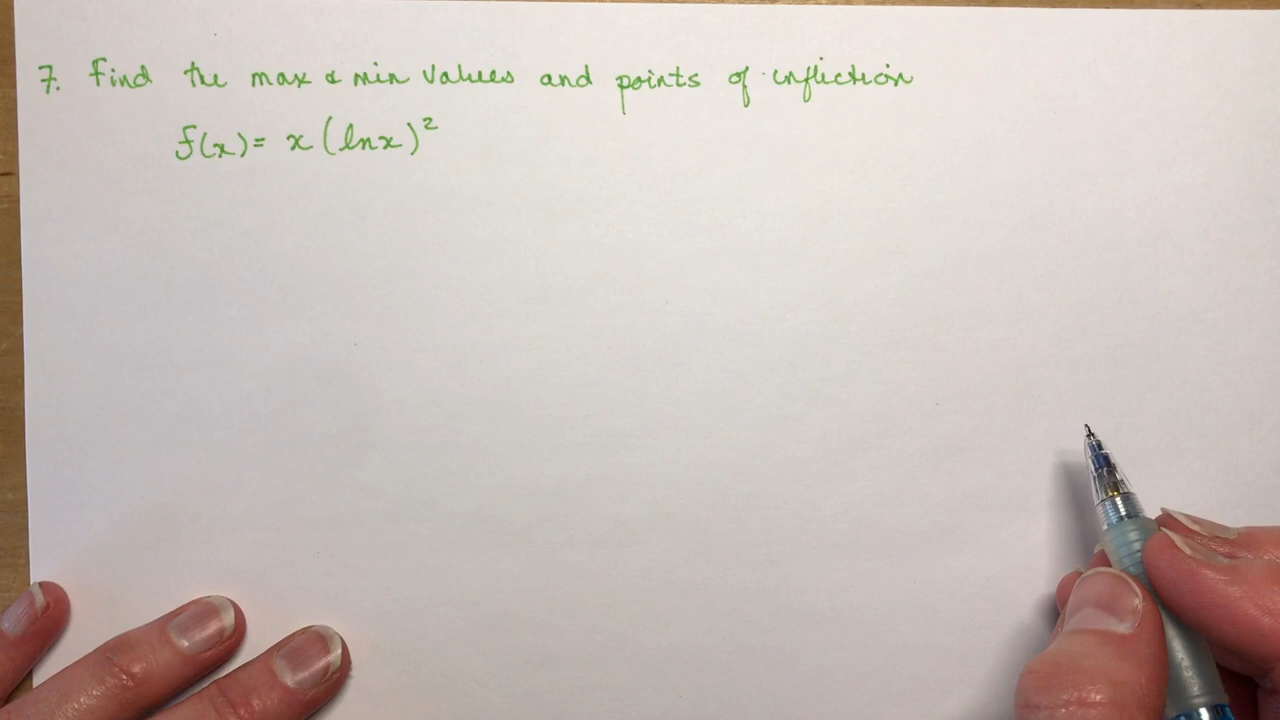 7. Find the max & min values and points of inflection
f(x)= x(lnx)²